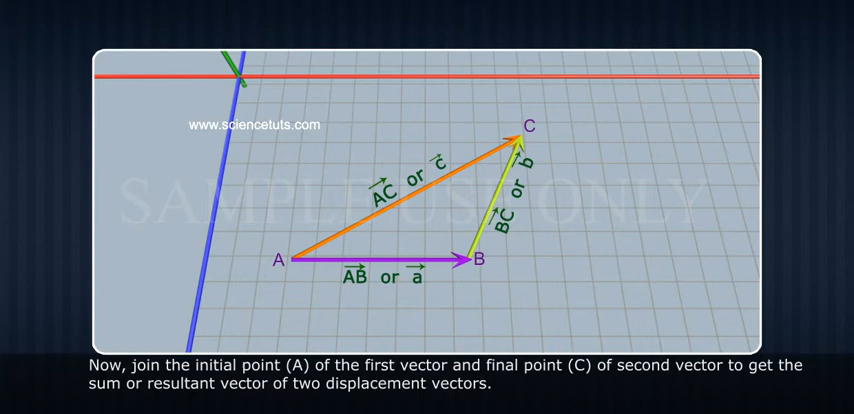 www.sciencetuts.com
C
AC or c
BC or b
SAMPLE USE ONLY
A
B
AB or a
Now, join the initial point (A) of the first vector and final point (C) of second vector to get the
sum or resultant vector of two displacement vectors.